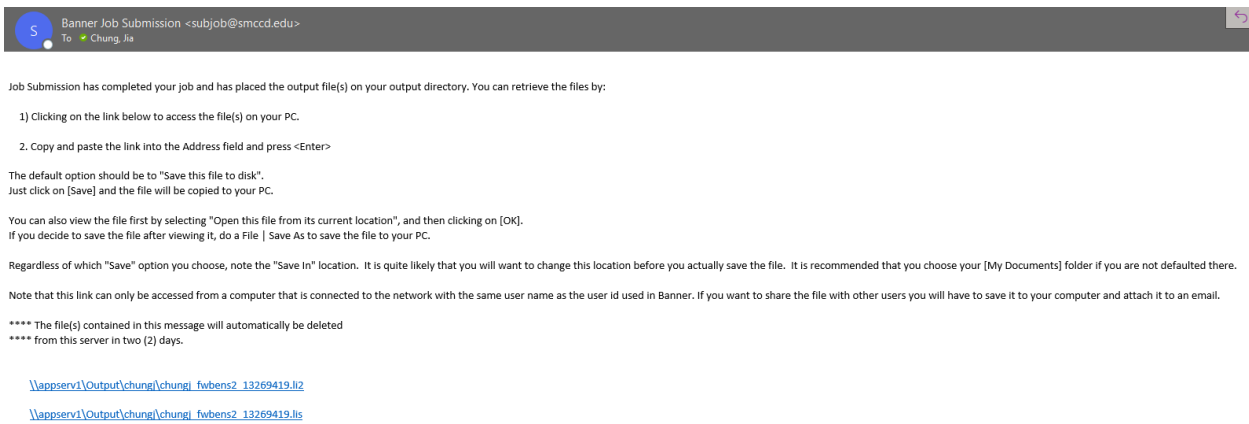 S
Banner Job Submission <subjob@smccd.edu>
To Chung, Jia
Job Submission has completed your job and has placed the output file(s) on your output directory. You can retrieve the files by:
1) Clicking on the link below to access the file(s) on your PC.
2. Copy and paste the link into the Address field and press <Enter>
The default option should be to "Save this file to disk".
Just click on [Save] and the file will be copied to your PC.
You can also view the file first by selecting "Open this file from its current location", and then clicking on [OK].
If you decide to save the file after viewing it, do a File | Save As to save the file to your PC.
Regardless of which "Save" option you choose, note the "Save In" location.  It is quite likely that you will want to change this location before you actually save the file.  It is recommended that you choose your [My Documents] folder if you are not defaulted there.
Note that this link can only be accessed from a computer that is connected to the network with the same user name as the user id used in Banner. If you want to share the file with other users you will have to save it to your computer and attach it to an email.
**** The file(s) contained in this message will automatically be deleted
**** from this server in two (2) days.
\\appserv1\Output\chungj\chungj_fwbens2_13269419.li2
\\appserv1\Output\chungj\chungj_fwbens2_13269419.lis